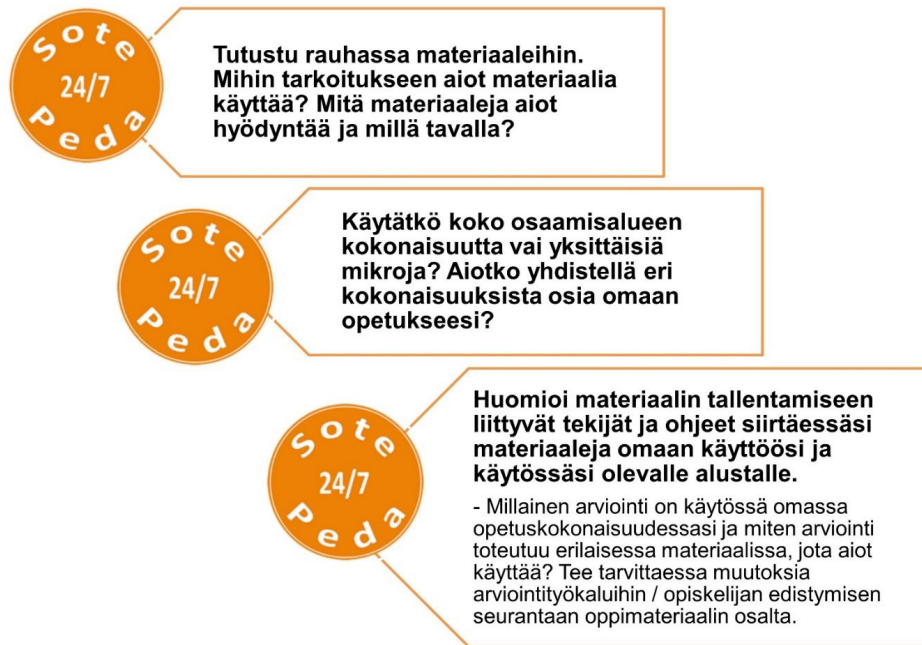 Sote
24/7
Peda
Tutustu rauhassa materiaaleihin.
Mihin tarkoitukseen aiot materiaalia
käyttää? Mitä materiaaleja aiot
hyödyntää ja millä tavalla?
Sote
24/7
Peda
Käytätkö koko osaamisalueen
kokonaisuutta vai yksittäisiä
mikroja? Aiotko yhdistellä eri
kokonaisuuksista osia omaan
opetukseesi?
Sote
24/7
Peda
Huomioi materiaalin tallentamiseen
liittyvät tekijät ja ohjeet siirtäessäsi
materiaaleja omaan käyttöösi ja
käytössäsi olevalle alustalle.
- Millainen arviointi on käytössä omassa
opetuskokonaisuudessasi ja miten arviointi
toteutuu erilaisessa materiaalissa, jota aiot
käyttää? Tee tarvittaessa muutoksia
arviointityökaluihin / opiskelijan edistymisen
seurantaan oppimateriaalin osalta.